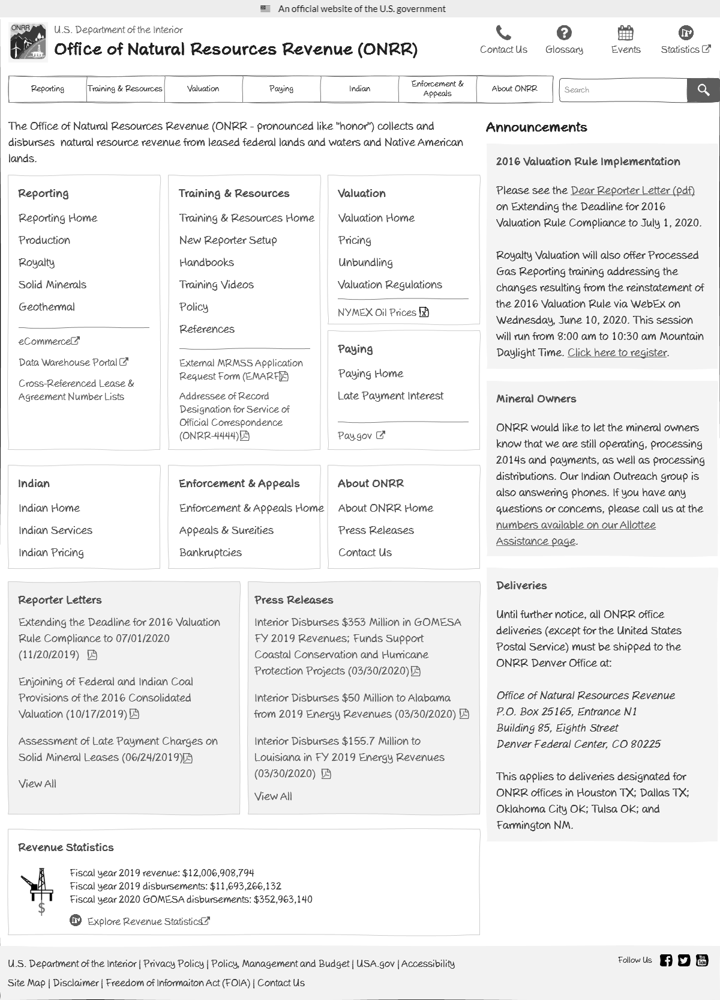 An official website of the U.S. government
ONRR
U.S. Department of the Interior
Office of Natural Resources Revenue (ONRR)
Contact Us
Glossary
Events
Statistics
Reporting
Training & Resources
Valuation
Paying
Indian
Enforcement &
Appeals
About ONRR
Search
The Office of Natural Resources Revenue (ONRR - pronounced like "honor") collects and
disburses natural resource revenue from leased federal lands and waters and Native American
lands.
Reporting
Reporting Home
Production
Royalty
Solid Minerals
Geothermal
eCommerce
Data Warehouse Portal
Cross-Referenced Lease &
Agreement Number Lists
Training & Resources
Training & Resources Home
New Reporter Setup
Handbooks
Training Videos
Policy
References
External MRMSS Application
Request Form (EMARF)
Addressee of Record
Designation for Service of
Official Correspondence
(ONRR-4444)
Valuation
Valuation Home
Pricing
Unbundling
Valuation Regulations
NYMEX Oil Prices
Paying
Paying Home
Late Payment Interest
Pay.gov
Indian
Indian Home
Indian Services
Indian Pricing
Enforcement & Appeals
Enforcement & Appeals Home
Appeals & Sureities
Bankruptcies
About ONRR
About ONRR Home
Press Releases
Contact Us
Reporter Letters
Extending the Deadline for 2016 Valuation
Rule Compliance to 07/01/2020
(11/20/2019)
Enjoining of Federal and Indian Coal
Provisions of the 2016 Consolidated
Valuation (10/17/2019)
Assessment of Late Payment Charges on
Solid Mineral Leases (06/24/2019)
View All
Press Releases
Interior Disburses $353 Million in GOMESA
FY 2019 Revenues; Funds Support
Coastal Conservation and Hurricane
Protection Projects (03/30/2020)
Interior Disburses $50 Million to Alabama
from 2019 Energy Revenues (03/30/2020)
Interior Disburses $155.7 Million to
Louisiana in FY 2019 Energy Revenues
(03/30/2020)
View All
Revenue Statistics
$
Fiscal year 2019 revenue: $12,006,908,794
Fiscal year 2019 disbursements: $11,693,266,132
Fiscal year 2020 GOMESA disbursements: $352,963,140
Explore Revenue Statistics
Announcements
2016 Valuation Rule Implementation
Please see the Dear Reporter Letter (pdf)
on Extending the Deadline for 2016
Valuation Rule Compliance to July 1, 2020.
Royalty Valuation will also offer Processed
Gas Reporting training addressing the
changes resulting from the reinstatement of
the 2016 Valuation Rule via WebEx on
Wednesday, June 10, 2020. This session
will run from 8:00 am to 10:30 am Mountain
Daylight Time. Click here to register.
Mineral Owners
ONRR would like to let the mineral owners
know that we are still operating, processing
2014s and payments, as well as processing
distributions. Our Indian Outreach group is
also answering phones. If you have any
questions or concerns, please call us at the
numbers available on our Allottee
Assistance page.
Deliveries
Until further notice, all ONRR office
deliveries (except for the United States
Postal Service) must be shipped to the
ONRR Denver Office at:
Office of Natural Resources Revenue
P.O. Box 25165, Entrance N1
Building 85, Eighth Street
Denver Federal Center, CO 80225
This applies to deliveries designated for
ONRR offices in Houston TX; Dallas TX;
Oklahoma City OK; Tulsa OK; and
Farmington NM.
U.S. Department of the Interior | Privacy Policy | Policy, Management and Budget | USA.gov | Accessibility
Site Map | Disclaimer | Freedom of Informaiton Act (FOIA) | Contact Us
Follow Us
You
Tube